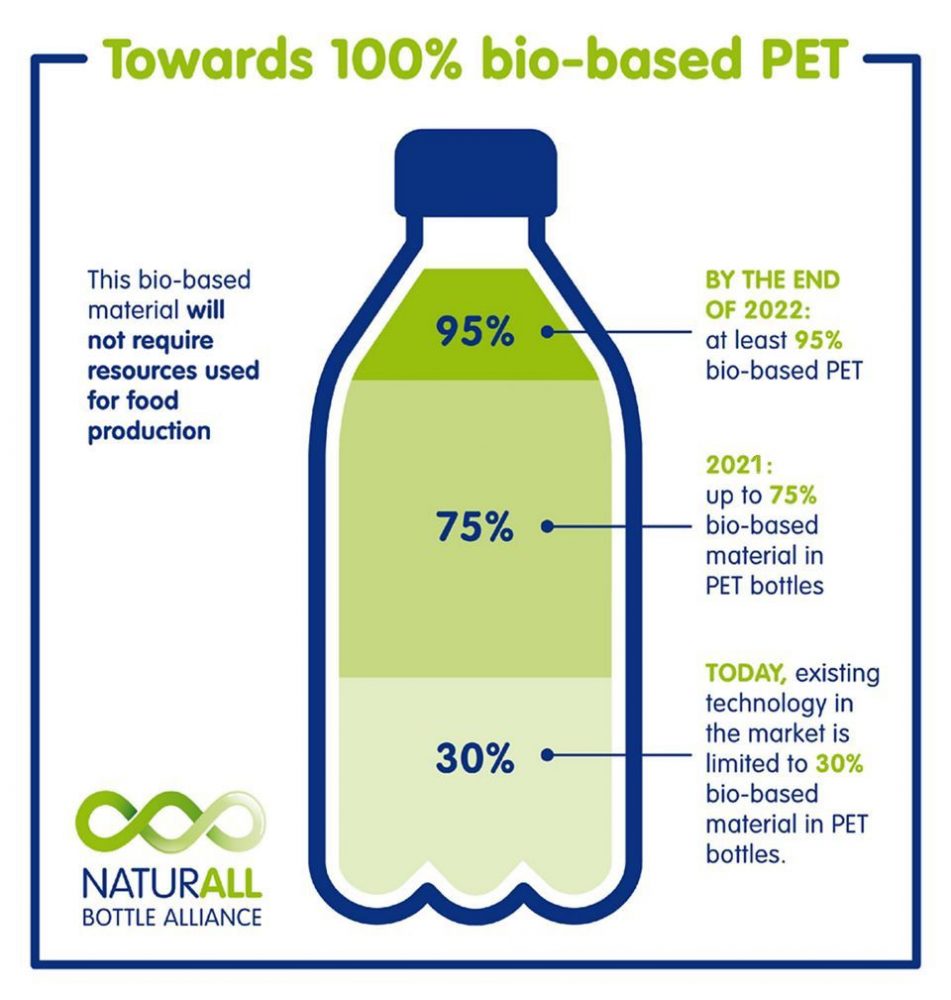 Towards 100% bio-based PET
This bio-based
material will
not require
resources used
for food
production
95%
BY THE END
OF 2022:
at least 95%
bio-based PET
75%
2021:
up to 75%
bio-based
material in
PET bottles
30%
TODAY, existing
technology in
the market is
limited to 30%
bio-based
material in PET
bottles.
NATURALL
BOTTLE ALLIANCE